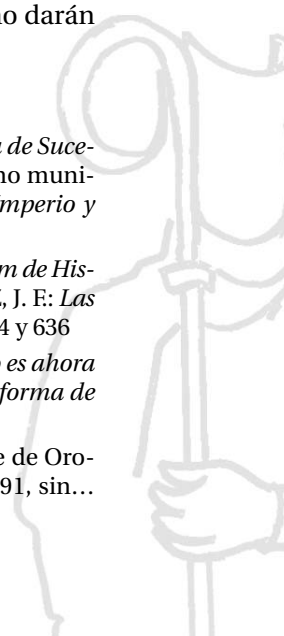 no darán
de Suce-
no muni-
mperio y
m de His-
, J. F.: Las
4 y 636
es ahora
forma de
e de Oro-
91, sin…